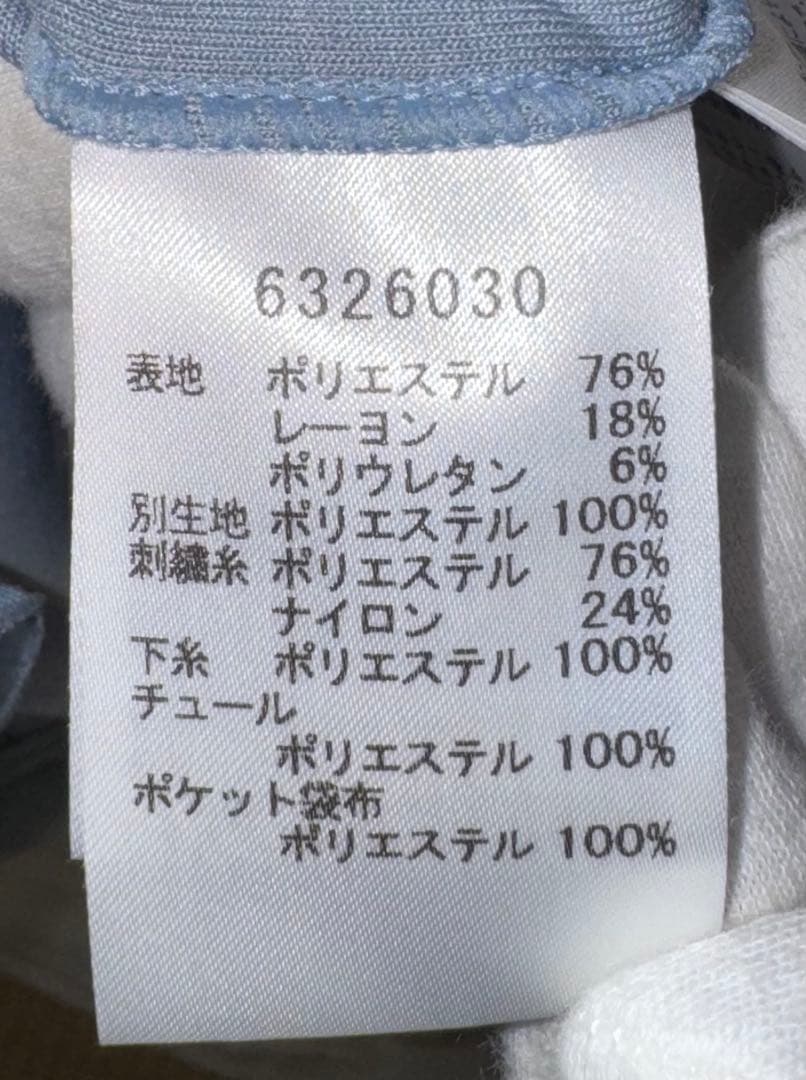 6326030
表地 ポリエステル 76%
レーヨン 18%
ポリウレタン 6%
別生地 ポリエステル 100%
刺繍糸 ポリエステル 76%
ナイロン 24%
下糸 ポリエステル 100%
チュール
ポリエステル 100%
ポケット袋布
ポリエステル 100%